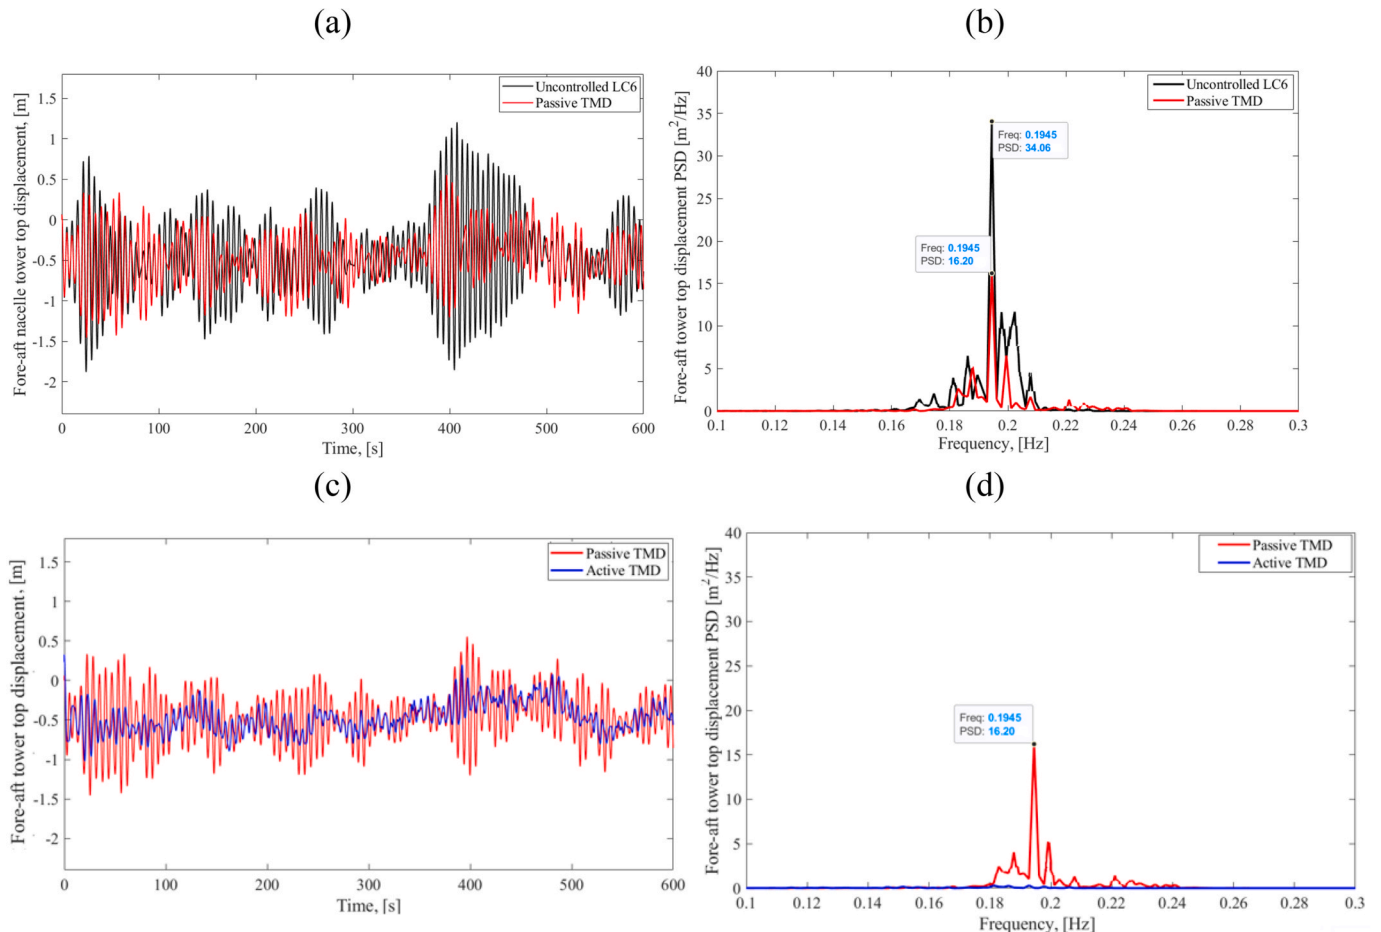 (a)
Fore-aft nacelle tower top displacement, [m]
1.5
1
0.5
0
-0.5
-1
-1.5
-2
Uncontrolled LC6
Passive TMD
0 100 200 300 400 500 600
Time, [s]
(b)
Fore-aft tower top displacement PSD [m²/Hz]
40
35
30
25
20
15
10
5
0
Uncontrolled LC6
Passive TMD
Freq: 0.1945
PSD: 34.06
Freq: 0.1945
PSD: 16.20
0.1 0.12 0.14 0.16 0.18 0.2 0.22 0.24 0.26 0.28 0.3
Frequency, [Hz]
(c)
Fore-aft tower top displacement, [m]
1.5
1
0.5
0
-0.5
-1
-1.5
-2
Passive TMD
Active TMD
0 100 200 300 400 500 600
Time, [s]
(d)
Fore-aft tower top displacement PSD [m²/Hz]
40
35
30
25
20
15
10
5
0
Passive TMD
Active TMD
Freq: 0.1945
PSD: 16.20
0.1 0.12 0.14 0.16 0.18 0.2 0.22 0.24 0.26 0.28 0.3
Frequency, [Hz]